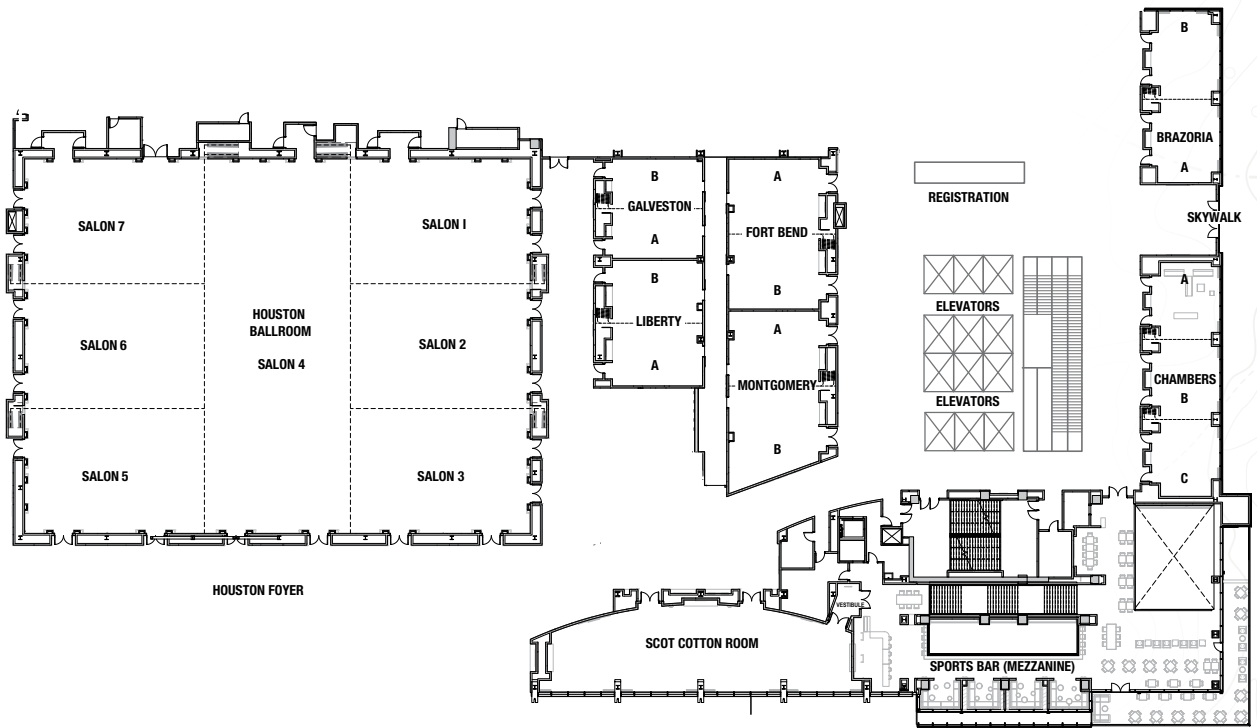 B
BRAZORIA
A
SKYWALK
REGISTRATION
SALON 7
SALON I
B
GALVESTON
A
A
FORT BEND
B
HOUSTON
BALLROOM
SALON 4
SALON 6
SALON 2
B
LIBERTY
A
A
MONTGOMERY
B
ELEVATORS
ELEVATORS
A
CHAMBERS
B
C
SALON 5
SALON 3
HOUSTON FOYER
VESTIBULE
SCOT COTTON ROOM
SPORTS BAR (MEZZANINE)